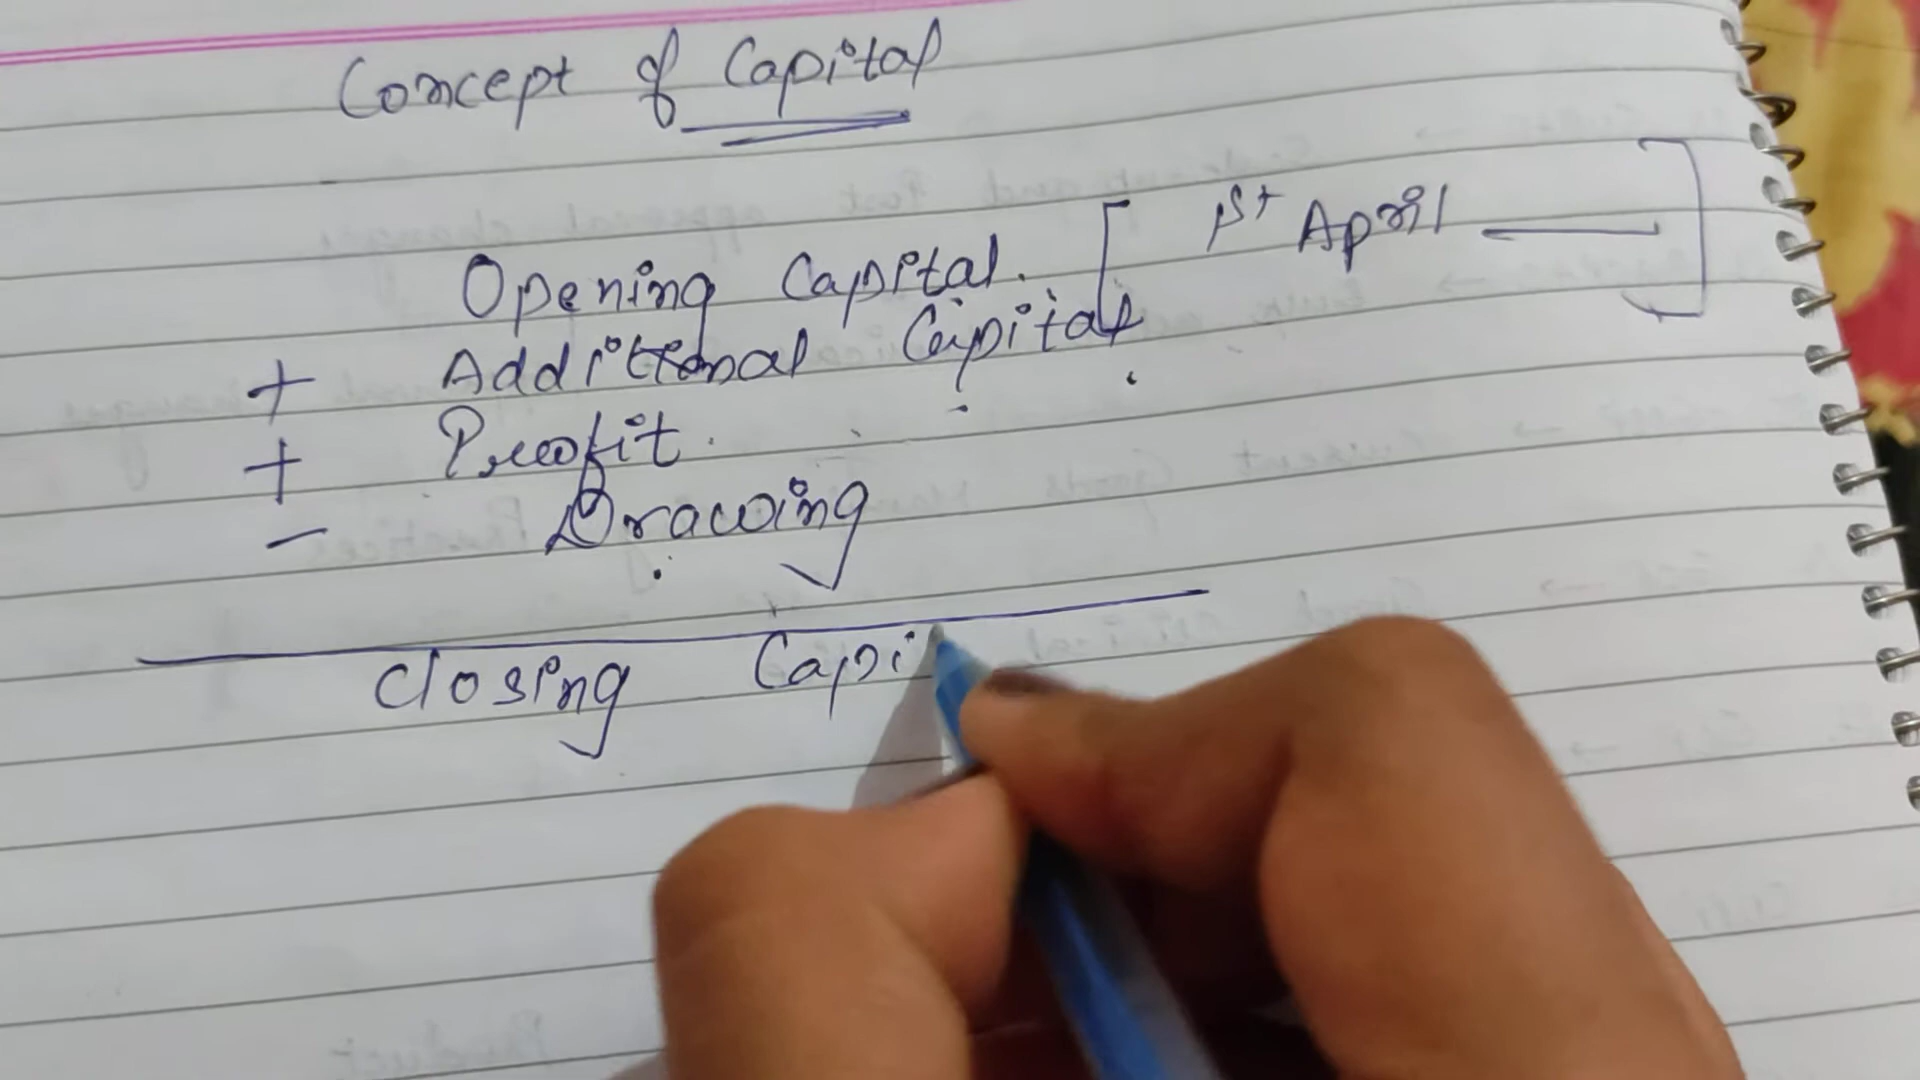 Concept of Capital
Opening Capital. [ 1st April — ]
+ Additional Capital
+ Profit.
- Drawing
Closing Capi